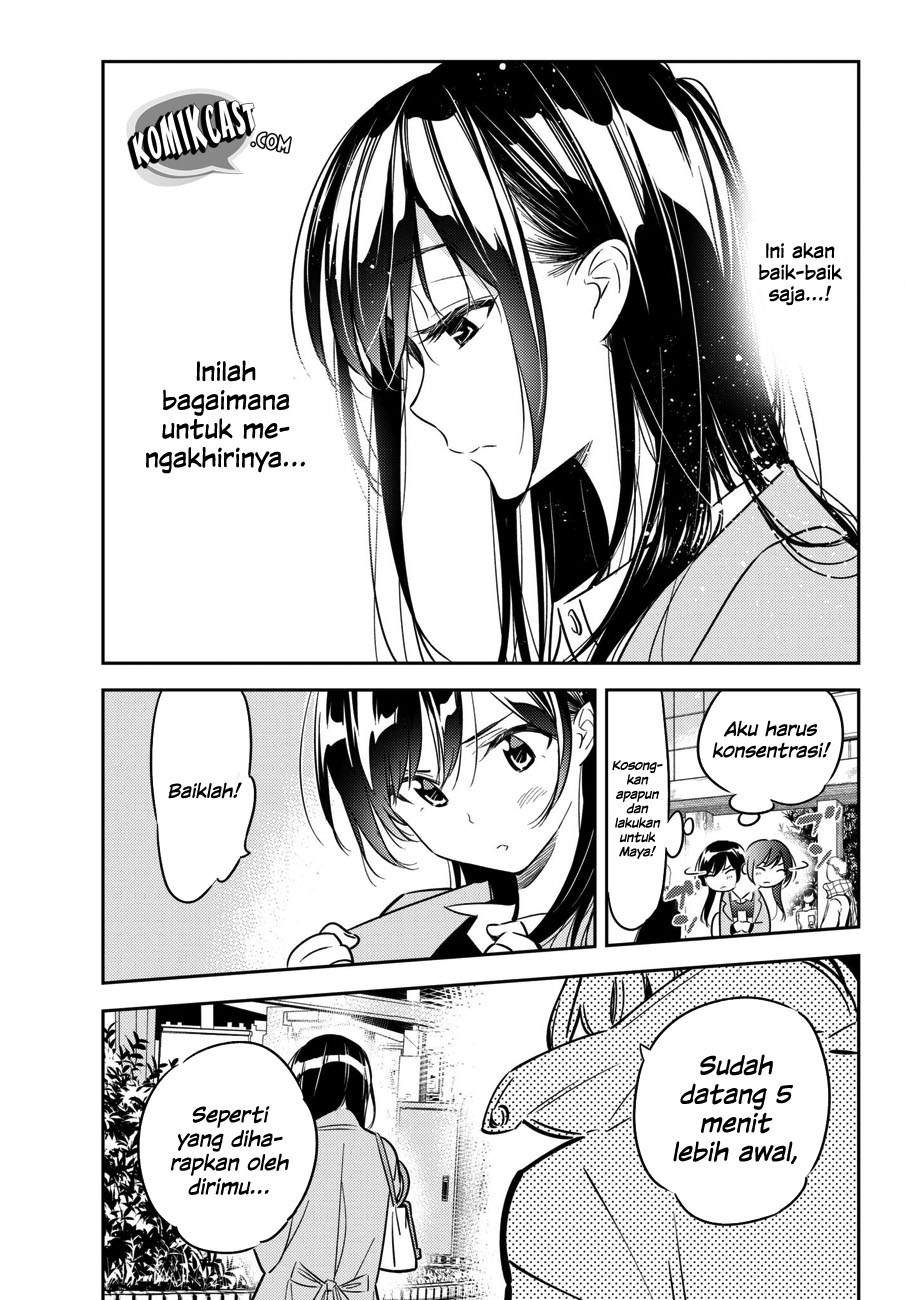 KOMIKCAST
.COM
Ini akan
baik-baik
saja...!
Inilah
bagaimana
untuk me-
ngakhirinya...
Aku harus
konsentrasi!
Kosong-
kan
apapun
dan
lakukan
untuk
Maya!
Baiklah!
Sudah
datang 5
menit
lebih awal,
Seperti
yang diha-
rapkan oleh
dirimu...